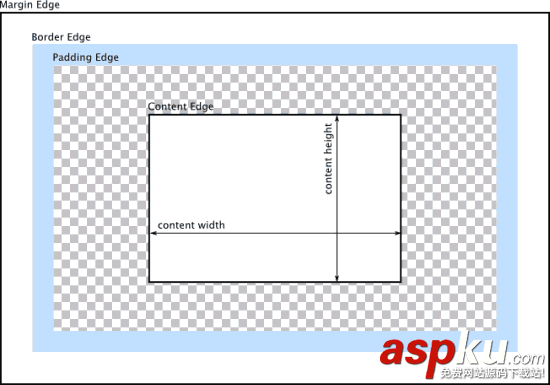 Margin Edge
Border Edge
Padding Edge
Content Edge
content height
content width
aspku.com
免费网站源码下载站!